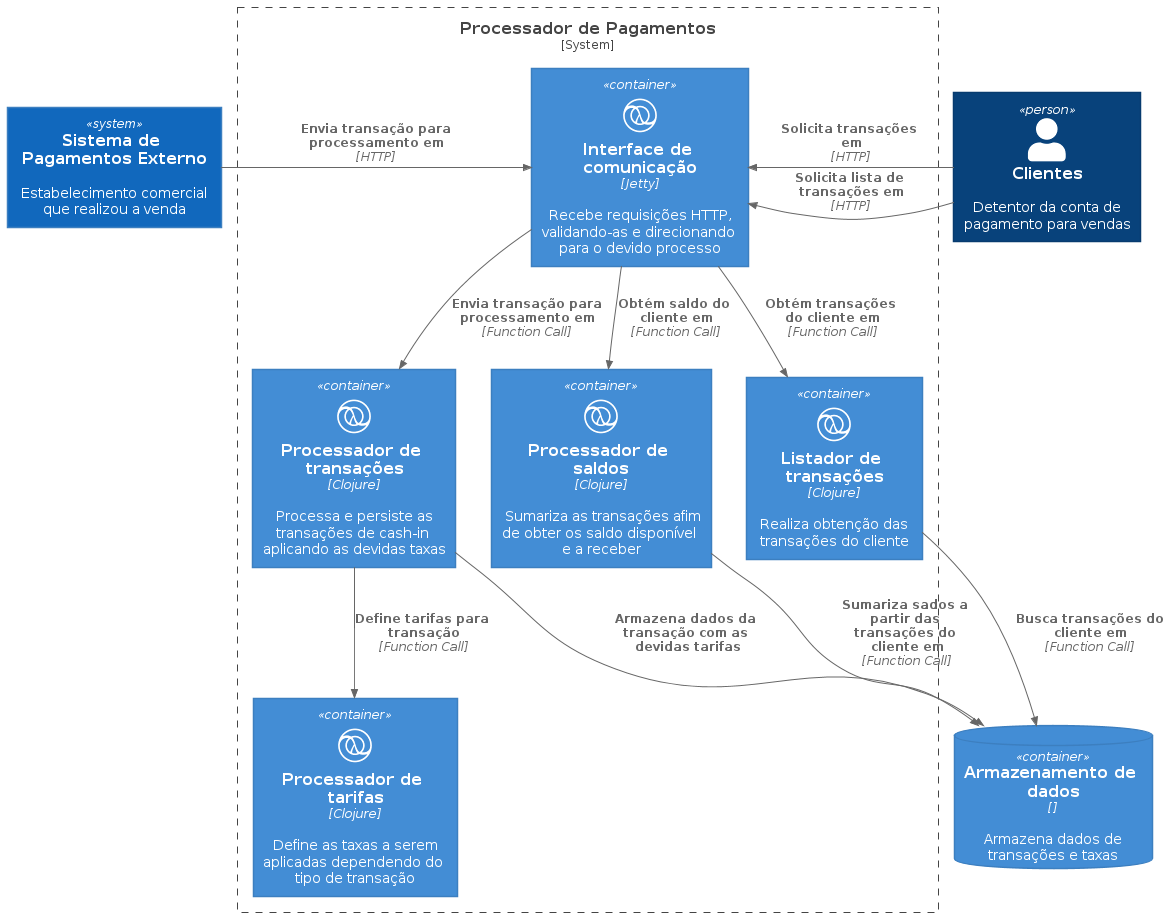 Processador de Pagamentos
[System]
«system»
Sistema de
Pagamentos Externo
Estabelecimento comercial
que realizou a venda
Envia transação para
processamento em
[HTTP]
«container»
Interface de
comunicação
[Jetty]
Recebe requisições HTTP,
validando-as e direcionando
para o devido processo
Solicita transações
em
[HTTP]
Solicita lista de
transações em
[HTTP]
«person»
Clientes
Detentor da conta de
pagamento para vendas
Envia transação para
processamento em
[Function Call]
Obtém saldo do
cliente em
[Function Call]
Obtém transações
do cliente em
[Function Call]
«container»
Processador de
transações
[Clojure]
Processa e persiste as
transações de cash-in
aplicando as devidas taxas
«container»
Processador de
saldos
[Clojure]
Sumariza as transações afim
de obter os saldo disponível
e a receber
«container»
Listador de
transações
[Clojure]
Realiza obtenção das
transações do cliente
Define tarifas para
transação
[Function Call]
Armazena dados da
transação com as
devidas tarifas
Sumariza sados a
partir das
transações do
cliente em
[Function Call]
Busca transações do
cliente em
[Function Call]
«container»
Processador de
tarifas
[Clojure]
Define as taxas a serem
aplicadas dependendo do
tipo de transação
«container»
Armazenamento de
dados
[]
Armazena dados de
transações e taxas